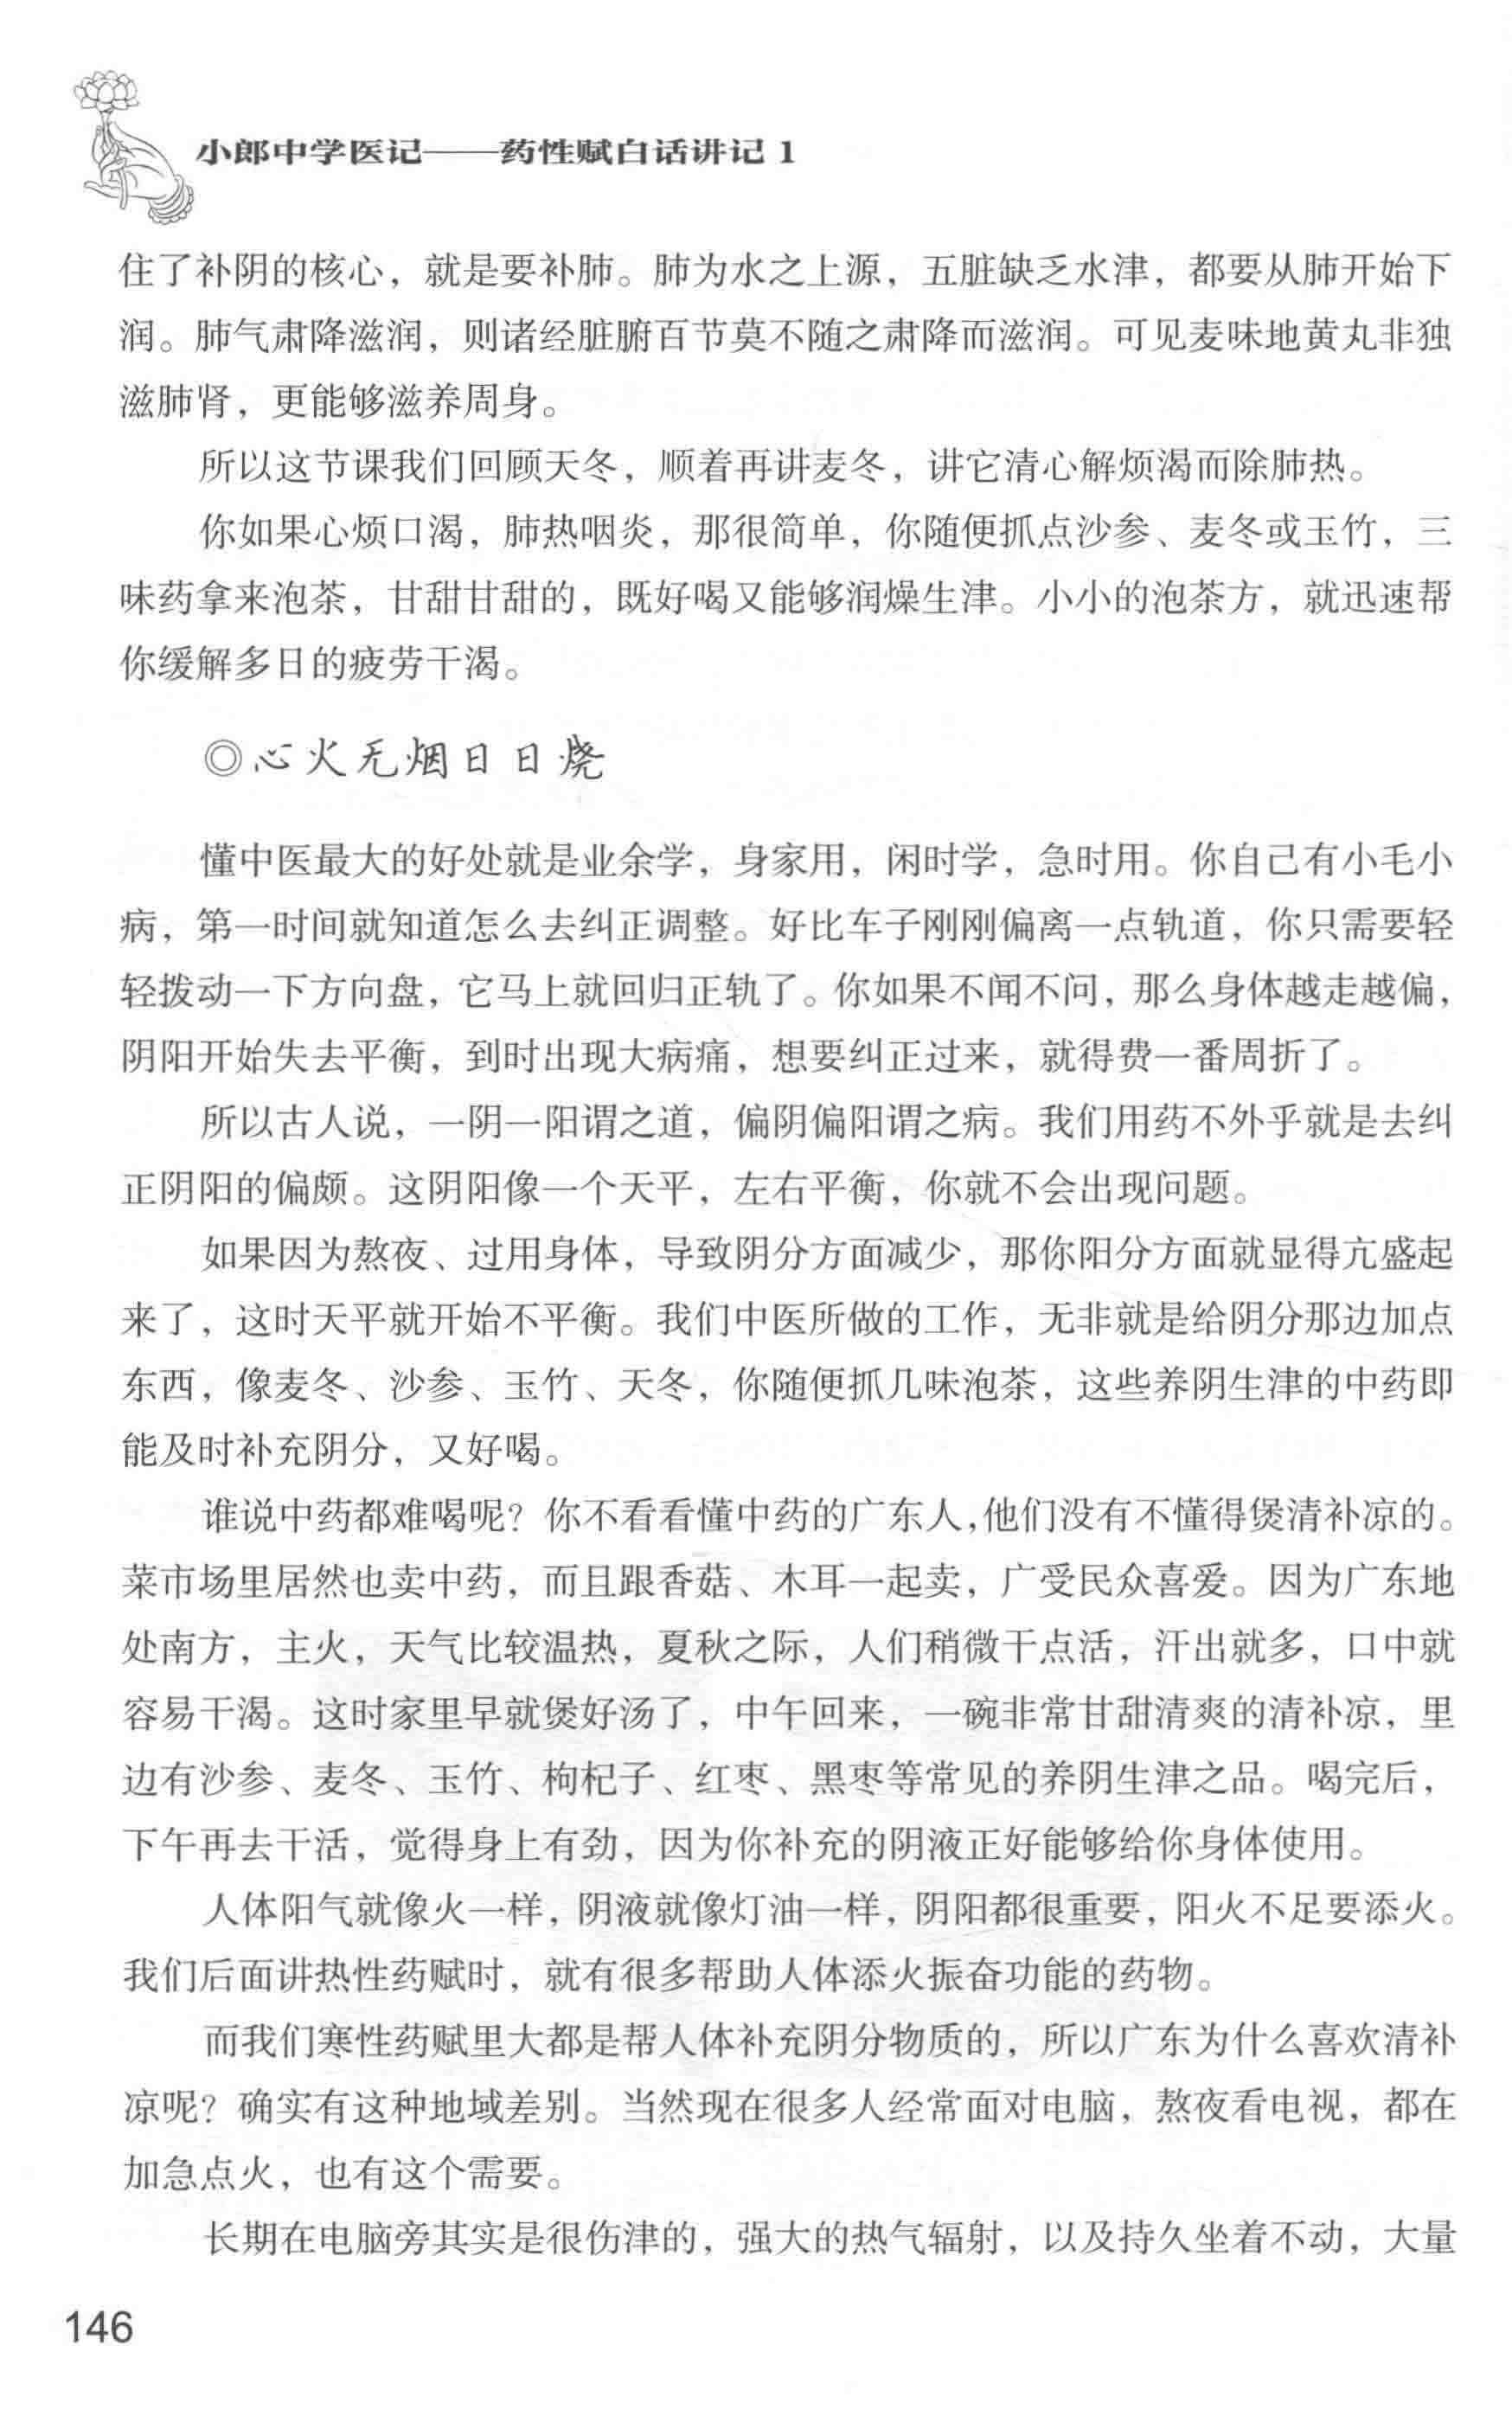 小郎中学医记——药性赋白话讲记 1
住了补阴的核心，就是要补肺。肺为水之上源，五脏缺乏水津，都要从肺开始下
润。肺气肃降滋润，则诸经脏腑百节莫不随之肃降而滋润。可见麦味地黄丸非独
滋肺肾，更能够滋养周身。
所以这节课我们回顾天冬，顺着再讲麦冬，讲它清心解烦渴而除肺热。
你如果心烦口渴，肺热咽炎，那很简单，你随便抓点沙参、麦冬或玉竹，三
味药拿来泡茶，甘甜甘甜的，既好喝又能够润燥生津。小小的泡茶方，就迅速帮
你缓解多日的疲劳干渴。
◎心火无烟日日烧
懂中医最大的好处就是业余学，身家用，闲时学，急时用。你自己有小毛小
病，第一时间就知道怎么去纠正调整。好比车子刚刚偏离一点轨道，你只需要轻
轻拨动一下方向盘，它马上就回归正轨了。你如果不闻不问，那么身体越走越偏，
阴阳开始失去平衡，到时出现大病痛，想要纠正过来，就得费一番周折了。
所以古人说，一阴一阳谓之道，偏阴偏阳谓之病。我们用药不外乎就是去纠
正阴阳的偏颇。这阴阳像一个天平，左右平衡，你就不会出现问题。
如果因为熬夜、过用身体，导致阴分方面减少，那你阳分方面就显得亢盛起
来了，这时天平就开始不平衡。我们中医所做的工作，无非就是给阴分那边加点
东西，像麦冬、沙参、玉竹、天冬，你随便抓几味泡茶，这些养阴生津的中药即
能及时补充阴分，又好喝。
谁说中药都难喝呢？你不看看懂中药的广东人，他们没有不懂得煲清补凉的。
菜市场里居然也卖中药，而且跟香菇、木耳一起卖，广受民众喜爱。因为广东地
处南方，主火，天气比较温热，夏秋之际，人们稍微干点活，汗出就多，口中就
容易干渴。这时家里早就煲好汤了，中午回来，一碗非常甘甜清爽的清补凉，里
边有沙参、麦冬、玉竹、枸杞子、红枣、黑枣等常见的养阴生津之品。喝完后，
下午再去干活，觉得身上有劲，因为你补充的阴液正好能够给你身体使用。
人体阳气就像火一样，阴液就像灯油一样，阴阳都很重要，阳火不足要添火。
我们后面讲热性药赋时，就有很多帮助人体添火振奋功能的药物。
而我们寒性药赋里大都是帮人体补充阴分物质的，所以广东为什么喜欢清补
凉呢？确实有这种地域差别。当然现在很多人经常面对电脑，熬夜看电视，都在
加急点火，也有这个需要。
长期在电脑旁其实是很伤津的，强大的热气辐射，以及持久坐着不动，大量
146